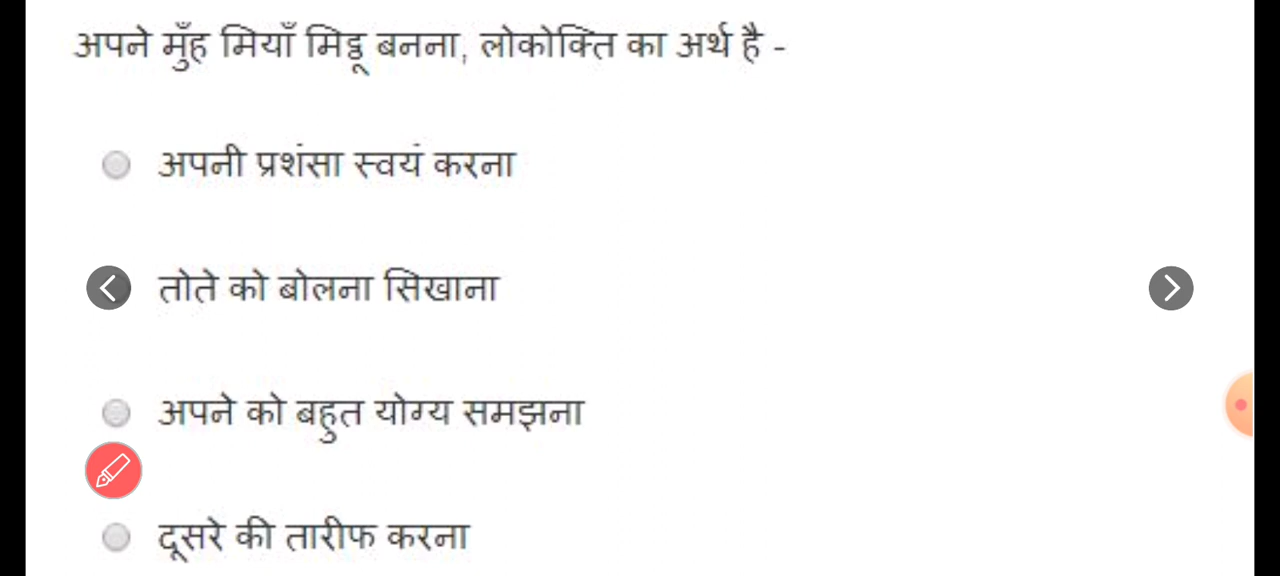 अपने मुँह मियाँ मिट्ठू बनना, लोकोक्ति का अर्थ है -
अपनी प्रशंसा स्वयं करना
तोते को बोलना सिखाना
अपने को बहुत योग्य समझना
दूसरे की तारीफ करना